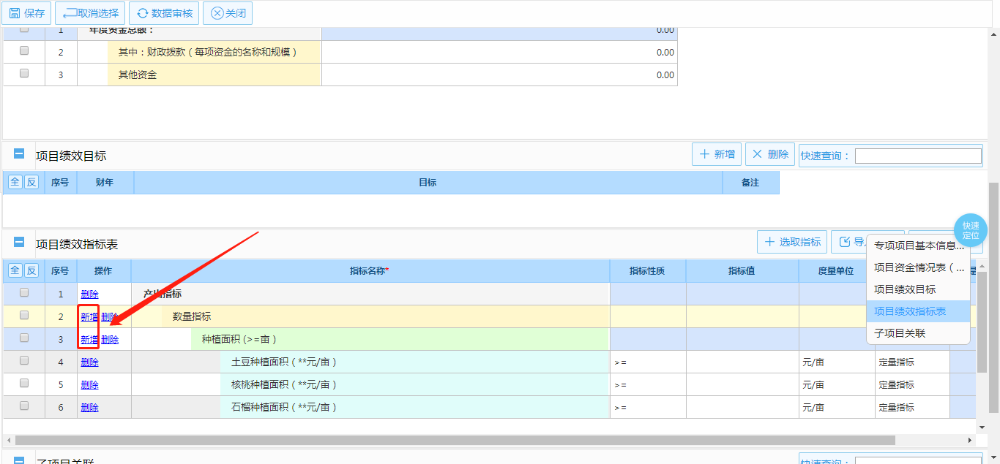 保存 取消选择 数据审核 关闭
1 年度资金总额： 0.00
2 其中：财政拨款（每项资金的名称和规模） 0.00
3 其他资金 0.00
项目绩效目标 新增 删除 快速查询：
全 反 序号 财年 目标 备注
快速
定位
项目绩效指标表 选取指标
专项项目基本信息...
项目资金情况表（...
项目绩效目标
项目绩效指标表
子项目关联
全 反 序号 操作 指标名称* 指标性质 指标值 度量单位
1 删除 产出指标
2 新增 删除 数量指标
3 新增 删除 种植面积 (>=亩）
4 删除 土豆种植面积（**元/亩） >= 元/亩 定量指标
5 删除 核桃种植面积（**元/亩） >= 元/亩 定量指标
6 删除 石榴种植面积（**元/亩） >= 元/亩 定量指标
子项目关联 快速查询：